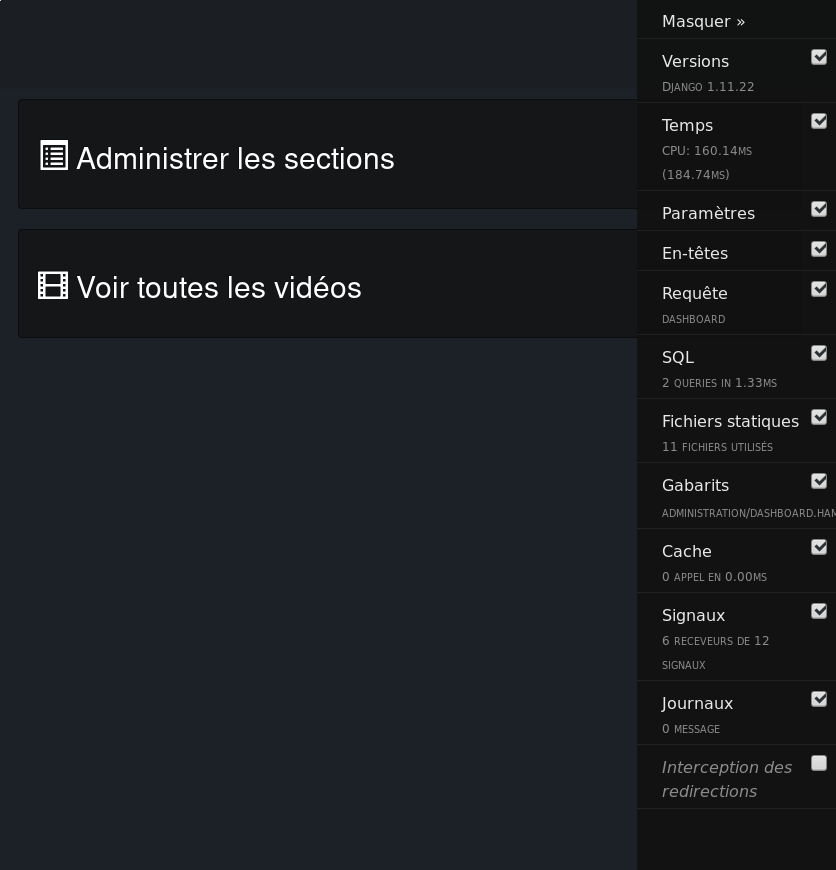 Administrer les sections
Voir toutes les vidéos
Masquer »
Versions
Django 1.11.22
Temps
CPU: 160.14ms
(184.74ms)
Paramètres
En-têtes
Requête
dashboard
SQL
2 queries in 1.33ms
Fichiers statiques
11 fichiers utilisés
Gabarits
administration/dashboard.ham
Cache
0 appel en 0.00ms
Signaux
6 receveurs de 12
signaux
Journaux
0 message
Interception des
redirections